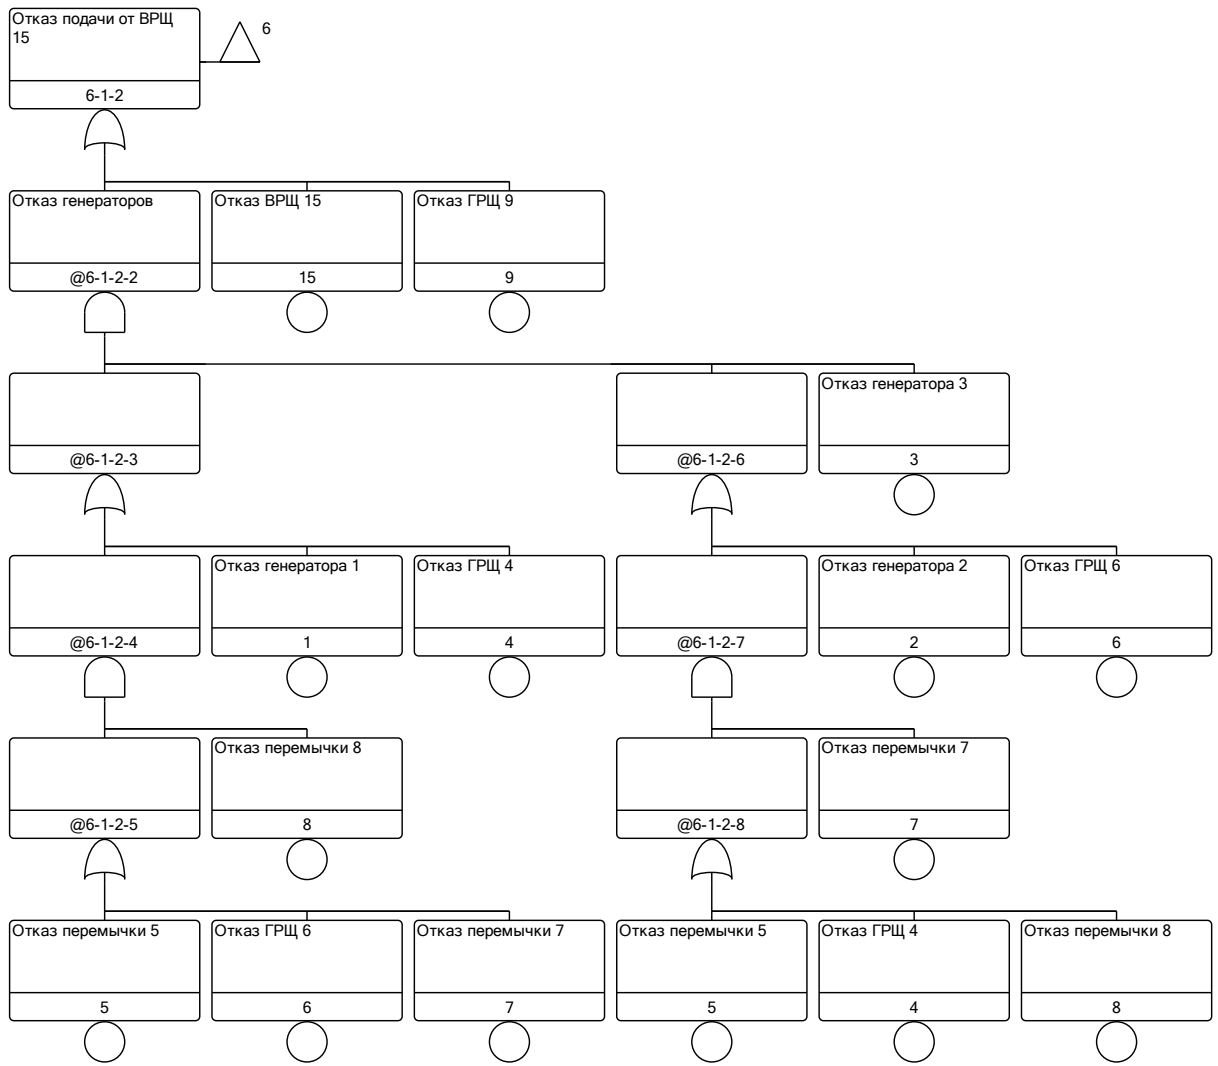 Отказ подачи от ВРЩ
15
6
6-1-2
Отказ генераторов
Отказ ВРЩ 15
Отказ ГРЩ 9
@6-1-2-2
15
9
Отказ генератора 3
@6-1-2-3
@6-1-2-6
3
Отказ генератора 1
Отказ ГРЩ 4
Отказ генератора 2
Отказ ГРЩ 6
@6-1-2-4
1
4
@6-1-2-7
2
6
Отказ перемычки 8
Отказ перемычки 7
@6-1-2-5
8
@6-1-2-8
7
Отказ перемычки 5
Отказ ГРЩ 6
Отказ перемычки 7
Отказ перемычки 5
Отказ ГРЩ 4
Отказ перемычки 8
5
6
7
5
4
8